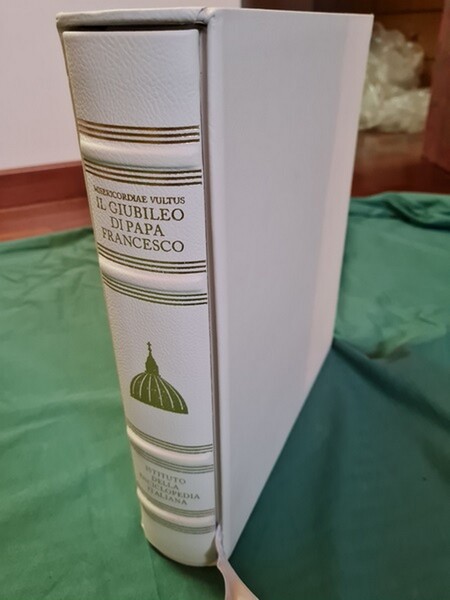 MISERICORDIAE VULTUS
IL GIUBILEO
DI PAPA
FRANCESCO
ISTITUTO
DELLA
ENCICLOPEDIA
ITALIANA